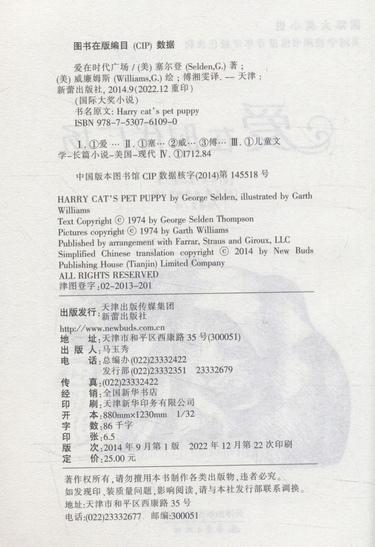 图书在版编目 (CIP) 数据
爱在时代广场 / (美) 塞尔登 (Selden,G.) 著；
(美) 威廉姆斯 (Williams,G.) 绘；傅湘雯译. — 天津：
新蕾出版社, 2014.9(2022.12 重印)
(国际大奖小说)
书名原文：Harry cat's pet puppy
ISBN 978-7-5307-6109-0
Ⅰ. ①爱 … Ⅱ. ①塞… ②威… ③傅… Ⅲ. ①儿童文
学-长篇小说-美国-现代 Ⅳ. ①I712.84
中国版本图书馆 CIP 数据核字(2014)第 145518 号
HARRY CAT'S PET PUPPY by George Selden, illustrated by Garth
Williams
Text Copyright © 1974 by George Selden Thompson
Pictures copyright © 1974 by Garth Williams
Published by arrangement with Farrar, Straus and Giroux, LLC
Simplified Chinese translation copyright © 2014 by New Buds
Publishing House (Tianjin) Limited Company
ALL RIGHTS RESERVED
津图登字：02-2013-201
出版发行：天津出版传媒集团
新蕾出版社
http://www.newbuds.com.cn
地 址：天津市和平区西康路 35 号(300051)
出 版 人：马玉秀
电 话：总编办(022)23332422
发行部(022)23332351 23332679
传 真：(022)23332422
经 销：全国新华书店
印 刷：天津新华印务有限公司
开 本：880mm×1230mm 1/32
字 数：86 千字
印 张：6.5
版 次：2014 年 9 月第 1 版 2022 年 12 月第 22 次印刷
定 价：25.00 元
著作权所有,请勿擅用本书制作各类出版物,违者必究。
如发现印、装质量问题,影响阅读,请与本社发行部联系调换。
地址：天津市和平区西康路 35 号
电话：(022)23332677 邮编：300051